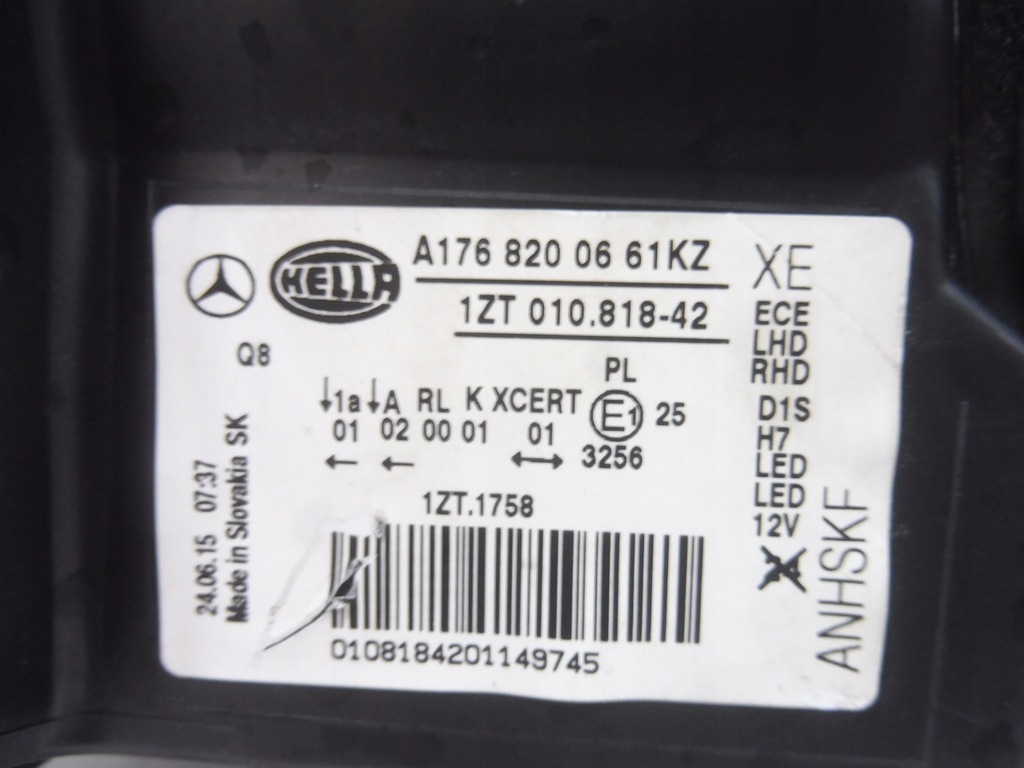 HELLA
A176 820 06 61KZ
1ZT 010.818-42
XE
ECE
LHD
RHD
D1S
H7
LED
LED
12V
ANHSKF
Q8
PL
1a A RL K XCERT E1 25
01 02 00 01 01 3256
1ZT.1758
24.06.15 07:37
Made in Slovakia SK
0108184201149745